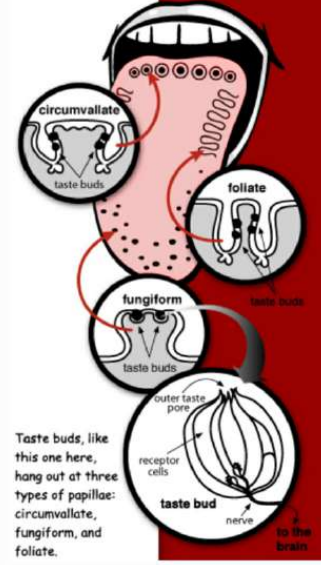 circumvallate
taste buds
foliate
taste buds
fungiform
taste buds
outer taste
pore
receptor
cells
taste bud
nerve
to the
brain
Taste buds, like
this one here,
hang out at three
types of papillae:
circumvallate,
fungiform, and
foliate.